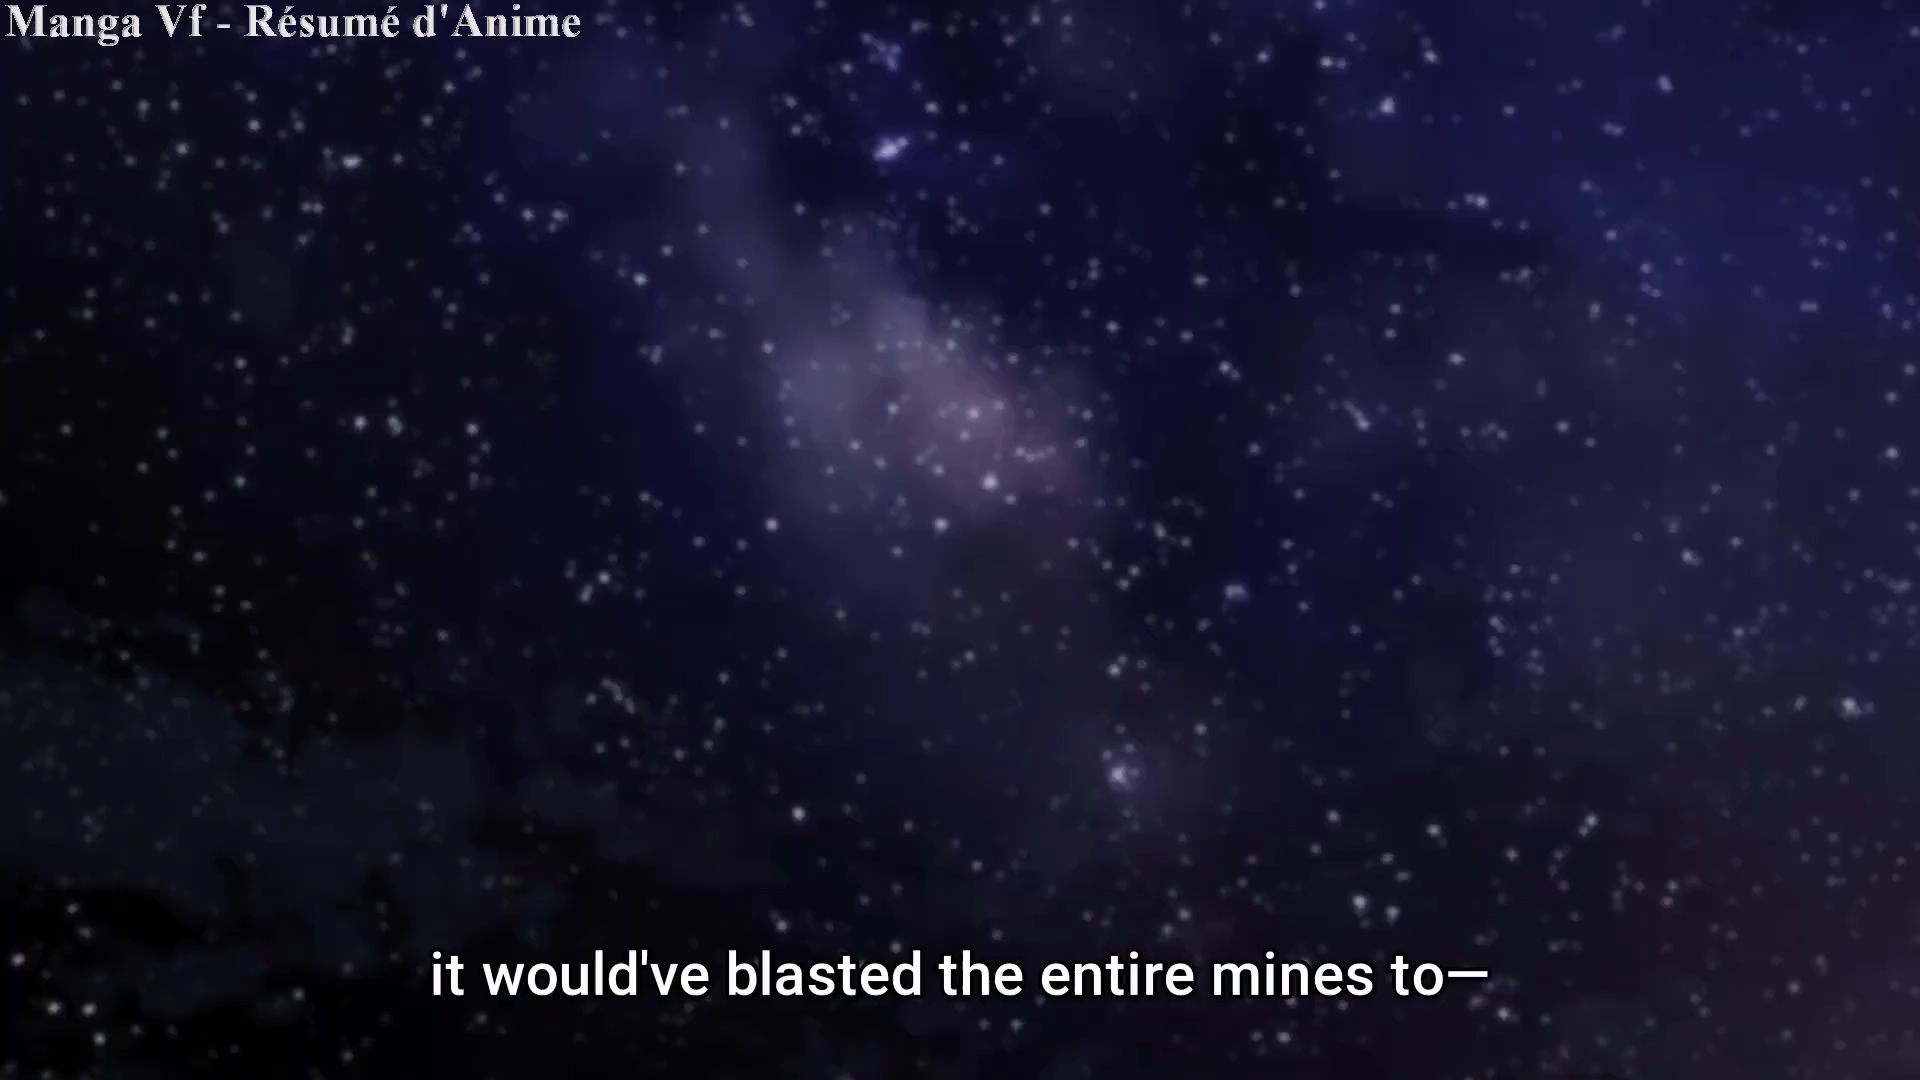 Manga Vf - Résumé d'Anime
it would've blasted the entire mines to—